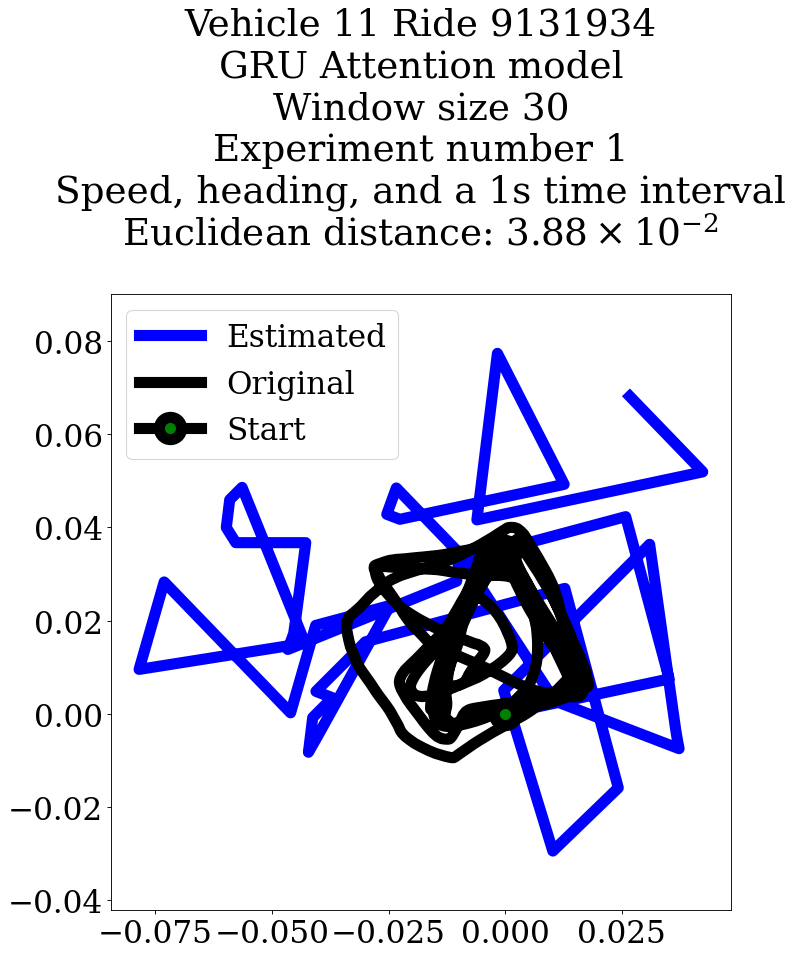 Vehicle 11 Ride 9131934
GRU Attention model
Window size 30
Experiment number 1
Speed, heading, and a 1s time interval
Euclidean distance: 3.88 × 10⁻²
Estimated
Original
Start
0.08
0.06
0.04
0.02
0.00
−0.02
−0.04
−0.075 −0.050 −0.025 0.000 0.025